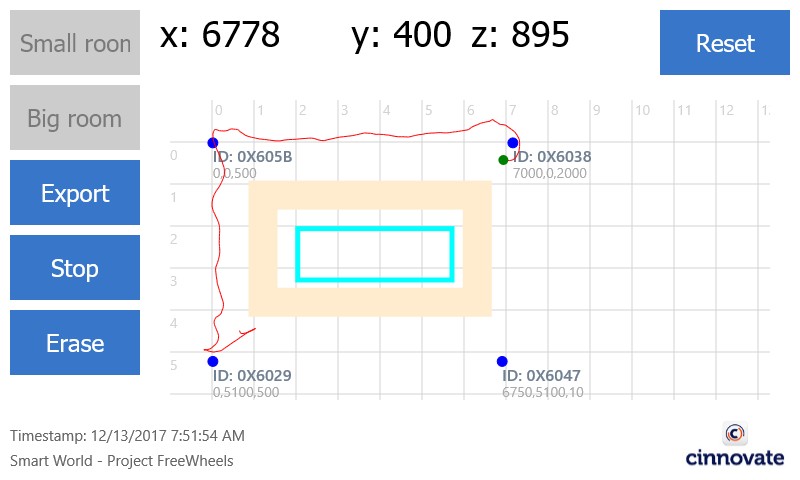 Small roon
x: 6778 y: 400 z: 895
Reset
Big room
Export
Stop
Erase
0 1 2 3 4 5 6 7 8 9 10 11 12 1.
0
1
2
3
4
5
ID: 0X605B
0,0,500
ID: 0X6038
7000,0,2000
ID: 0X6029
0,5100,500
ID: 0X6047
6750,5100,10
Timestamp: 12/13/2017 7:51:54 AM
Smart World - Project FreeWheels
cinnovate